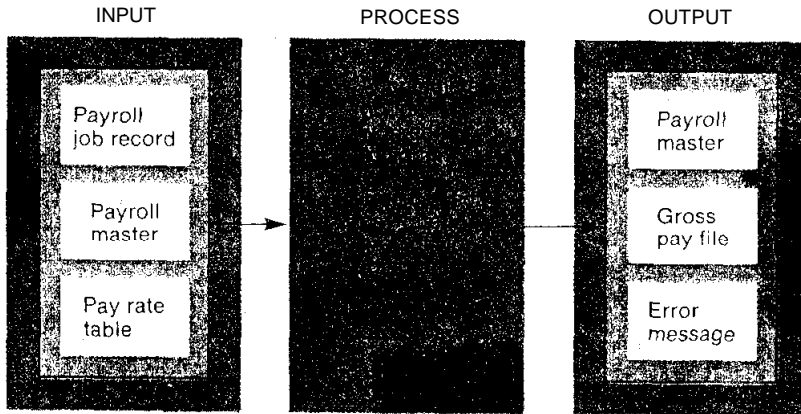 INPUT
PROCESS
OUTPUT
Payroll
job record
Payroll
master
Pay rate
table
Payroll
master
Gross
pay file
Error
message